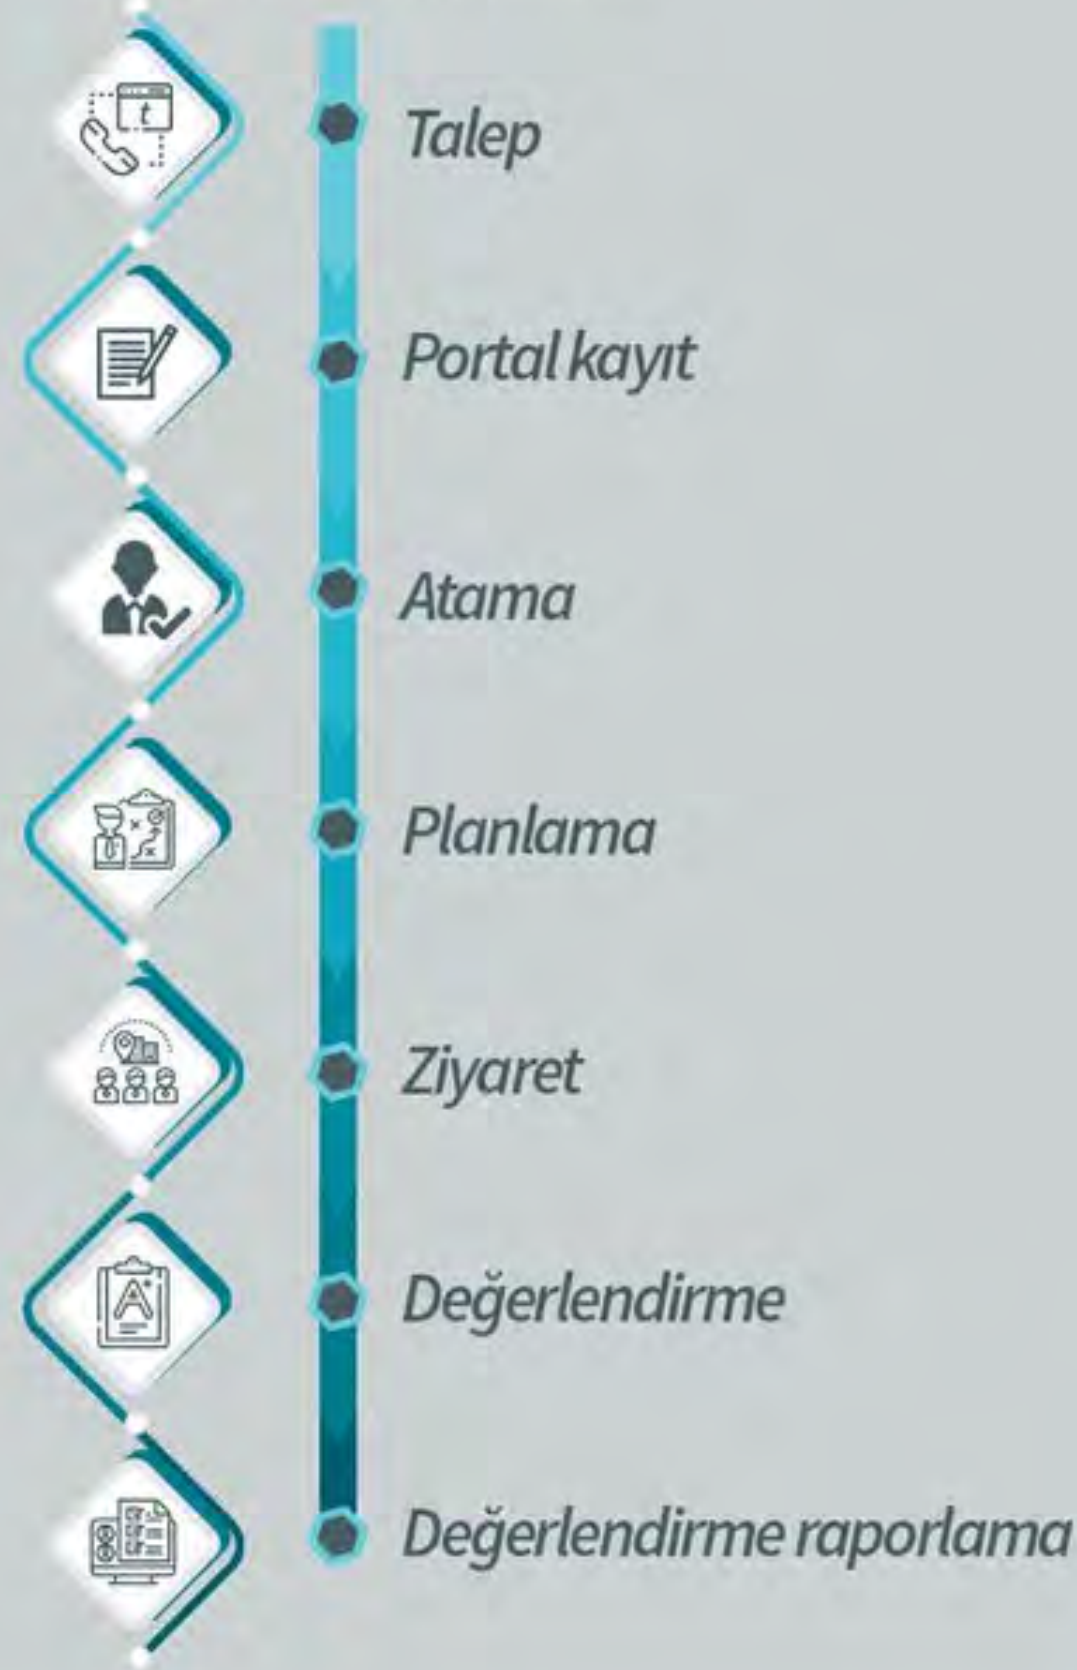 t
Talep
Portal kayıt
Atama
Planlama
Ziyaret
A+
Değerlendirme
Değerlendirme raporlama